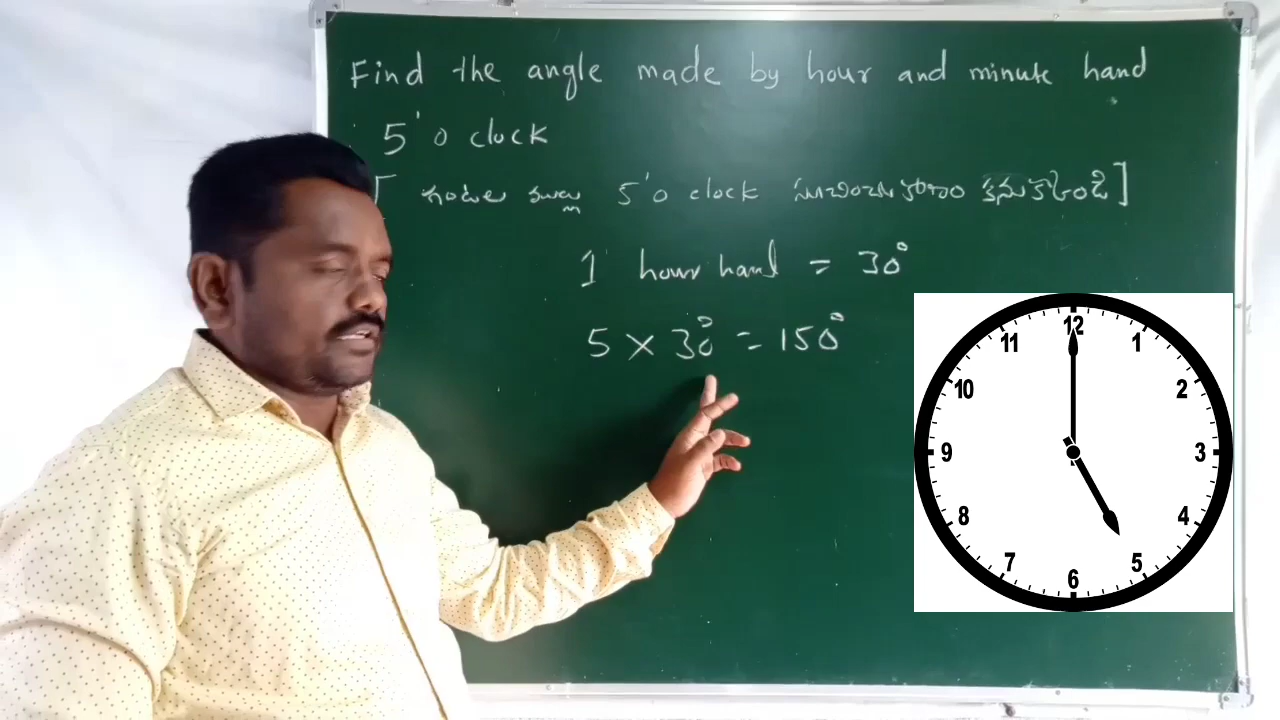 Find the angle made by hour and minute hand
5'o clock
5'o clock
1 hour hand = 30°
5 × 30° = 150°
12
11
1
10
2
9
3
8
4
7
5
6